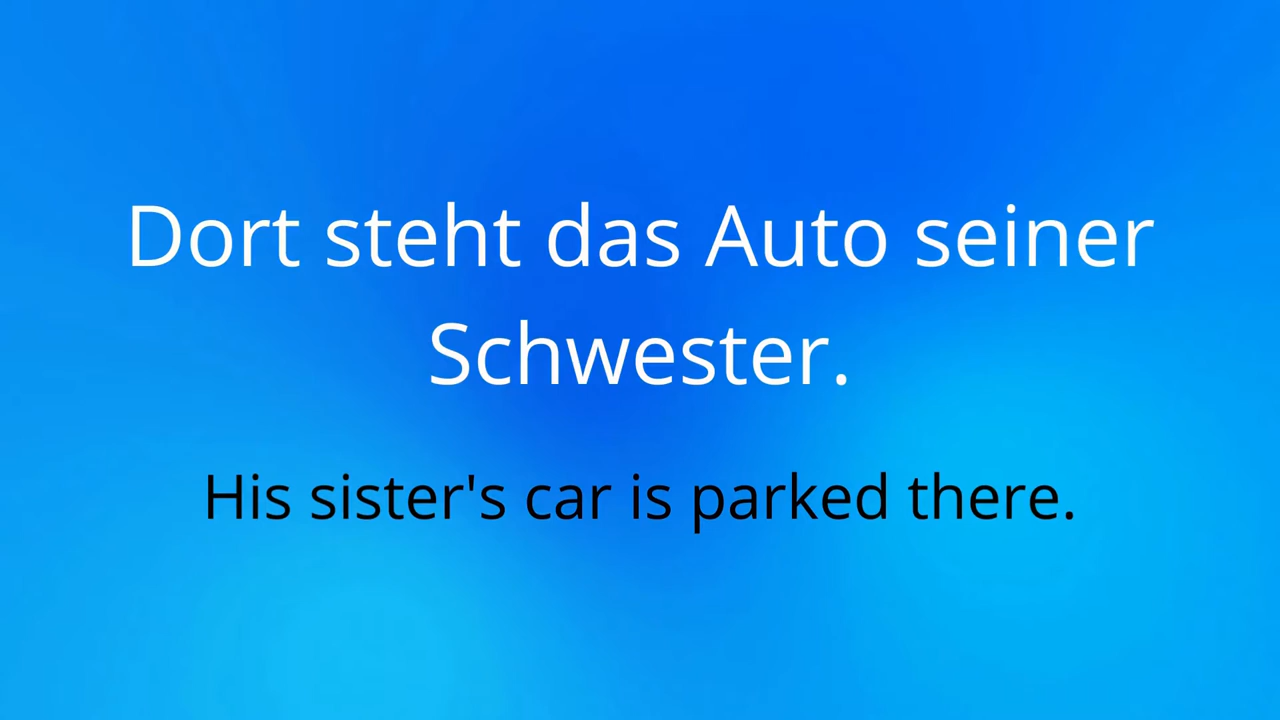 Dort steht das Auto seiner
Schwester.
His sister's car is parked there.